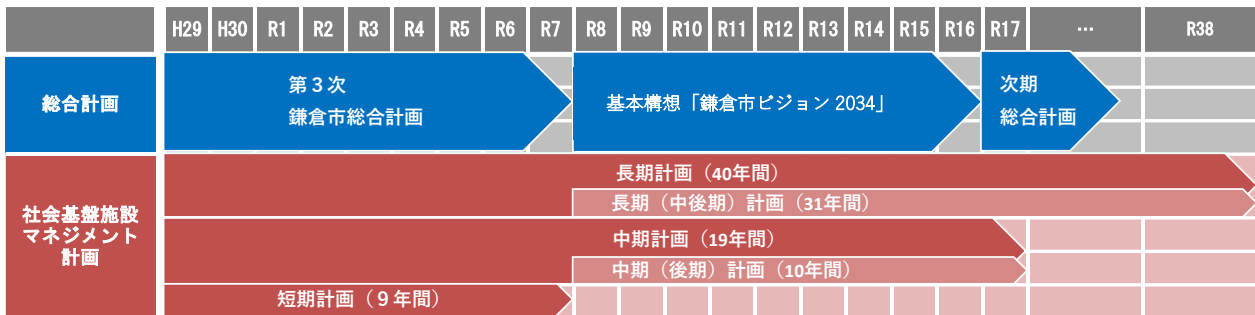 H29 H30 R1 R2 R3 R4 R5 R6 R7 R8 R9 R10 R11 R12 R13 R14 R15 R16 R17 … R38
総合計画
第３次
鎌倉市総合計画
基本構想「鎌倉市ビジョン 2034」
次期
総合計画
社会基盤施設
マネジメント
計画
長期計画（40年間）
長期（中後期）計画（31年間）
中期計画（19年間）
中期（後期）計画（10年間）
短期計画（９年間）